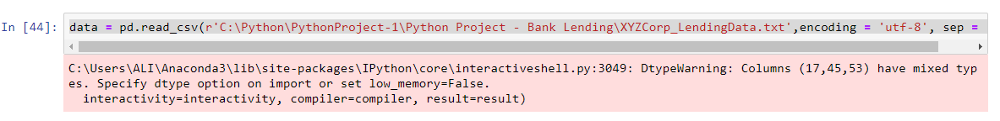 In [44]: data = pd.read_csv(r'C:\Python\PythonProject-1\Python Project - Bank Lending\XYZCorp_LendingData.txt',encoding = 'utf-8', sep =
C:\Users\ALI\Anaconda3\lib\site-packages\IPython\core\interactiveshell.py:3049: DtypeWarning: Columns (17,45,53) have mixed typ
es. Specify dtype option on import or set low_memory=False.
  interactivity=interactivity, compiler=compiler, result=result)